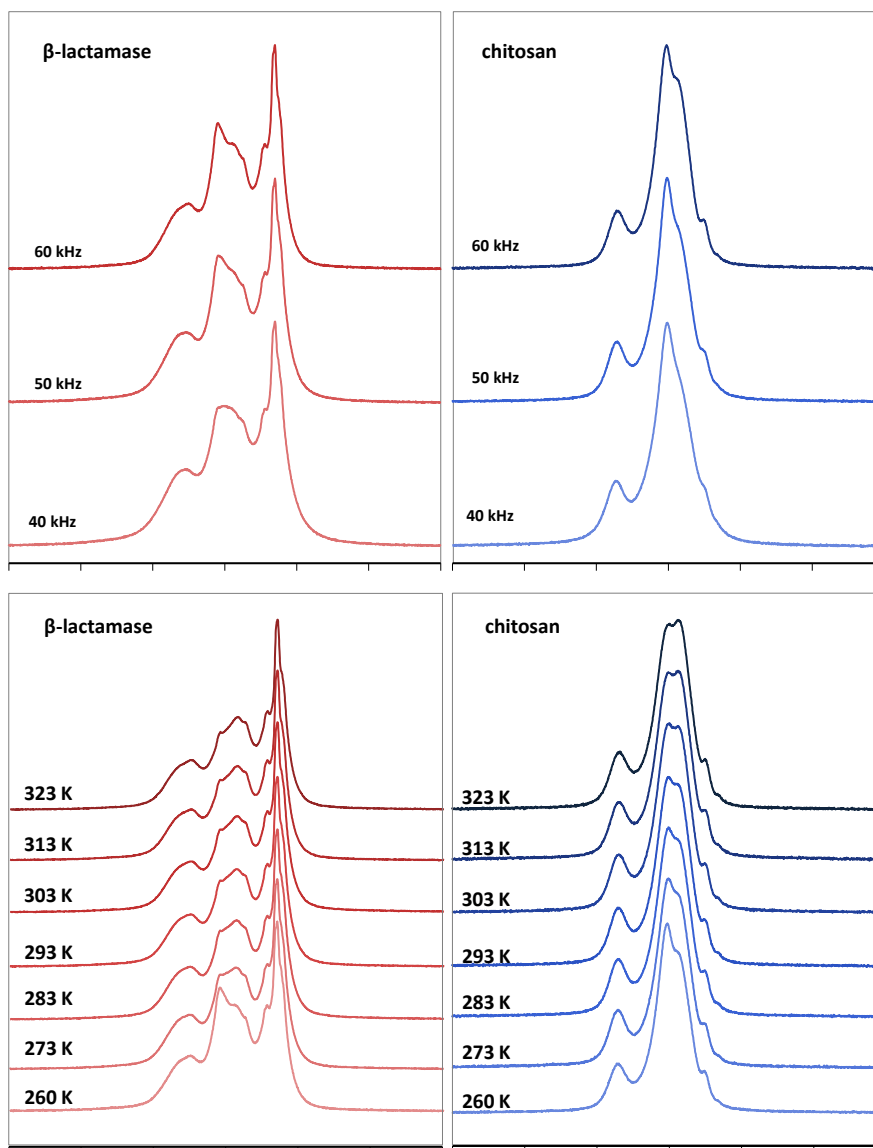 β-lactamase
60 kHz
50 kHz
40 kHz
chitosan
60 kHz
50 kHz
40 kHz
β-lactamase
323 K
313 K
303 K
293 K
283 K
273 K
260 K
chitosan
323 K
313 K
303 K
293 K
283 K
273 K
260 K